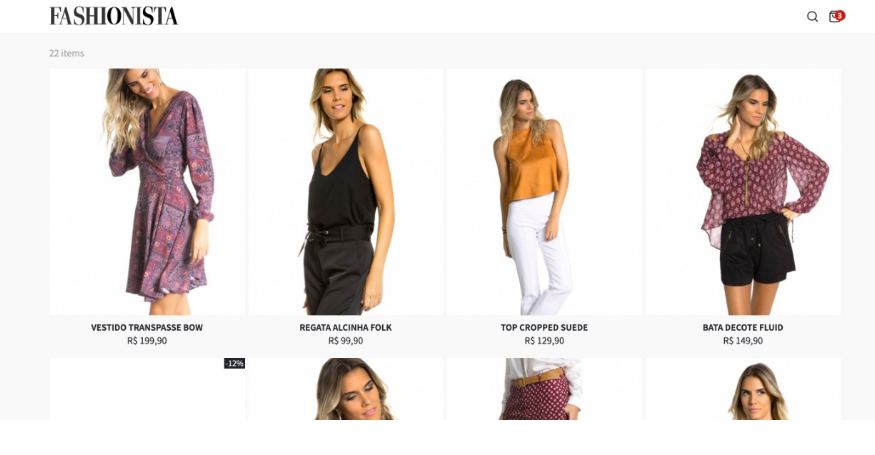 FASHIONISTA
3
22 items
VESTIDO TRANSPASSE BOW
R$ 199,90
REGATA ALCINHA FOLK
R$ 99,90
TOP CROPPED SUEDE
R$ 129,90
BATA DECOTE FLUID
R$ 149,90
-12%